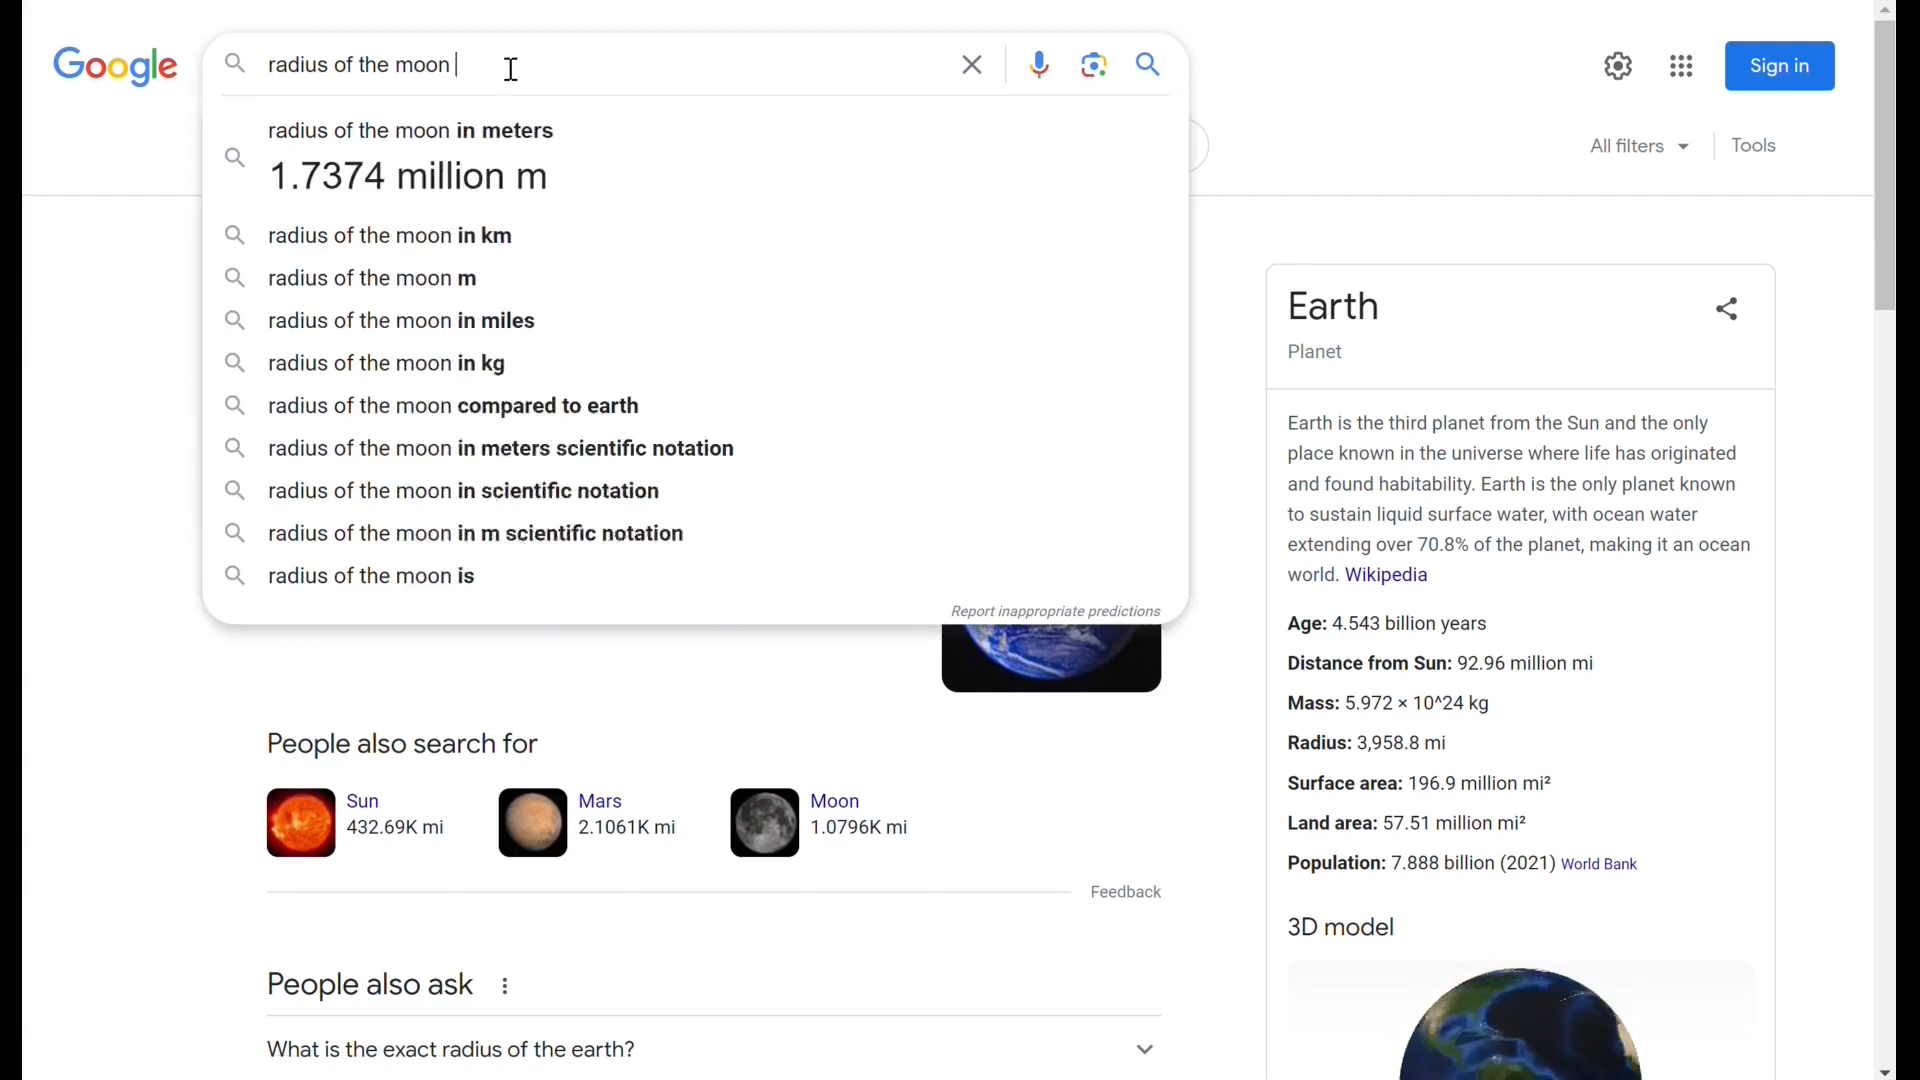 Google
radius of the moon
Sign in
radius of the moon in meters
1.7374 million m
All filters
Tools
radius of the moon in km
radius of the moon m
radius of the moon in miles
radius of the moon in kg
radius of the moon compared to earth
radius of the moon in meters scientific notation
radius of the moon in scientific notation
radius of the moon in m scientific notation
radius of the moon is
Report inappropriate predictions
People also search for
Sun
432.69K mi
Mars
2.1061K mi
Moon
1.0796K mi
Feedback
People also ask
What is the exact radius of the earth?
Earth
Planet
Earth is the third planet from the Sun and the only
place known in the universe where life has originated
and found habitability. Earth is the only planet known
to sustain liquid surface water, with ocean water
extending over 70.8% of the planet, making it an ocean
world. Wikipedia
Age: 4.543 billion years
Distance from Sun: 92.96 million mi
Mass: 5.972 × 10^24 kg
Radius: 3,958.8 mi
Surface area: 196.9 million mi²
Land area: 57.51 million mi²
Population: 7.888 billion (2021) World Bank
3D model